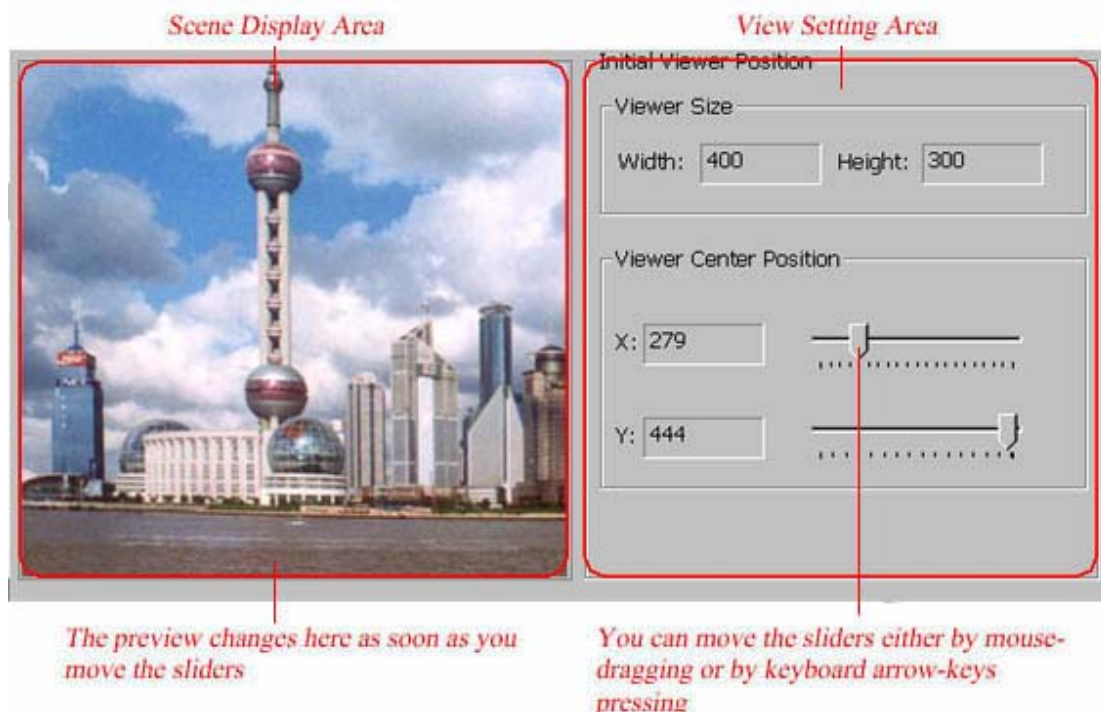 Scene Display Area
View Setting Area
Initial Viewer Position
Viewer Size
Width: 400 Height: 300
Viewer Center Position
X: 279
Y: 444
The preview changes here as soon as you
move the sliders
You can move the sliders either by mouse-
dragging or by keyboard arrow-keys
pressing